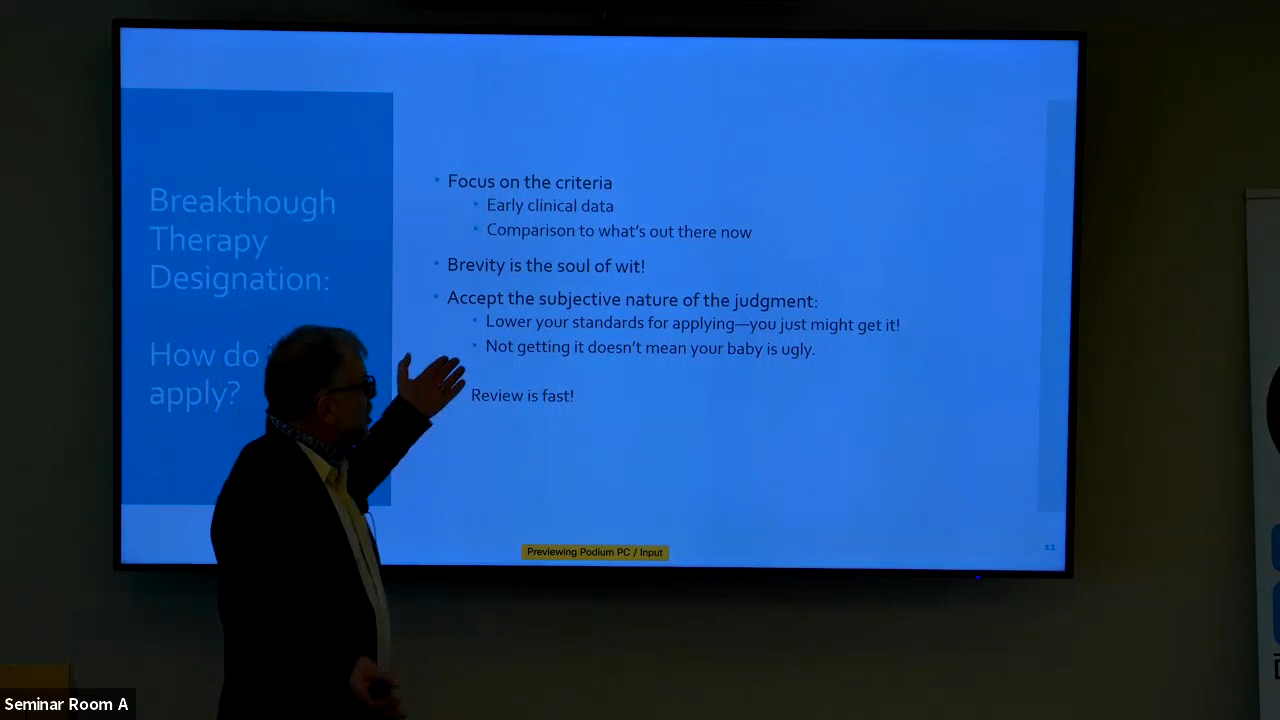 Breakthough
Therapy
Designation:
How do
apply?
Focus on the criteria
Early clinical data
Comparison to what's out there now
Brevity is the soul of wit!
Accept the subjective nature of the judgment:
Lower your standards for applying—you just might get it!
Not getting it doesn't mean your baby is ugly.
Review is fast!
Previewing Podium PC / Input
11
Seminar Room A